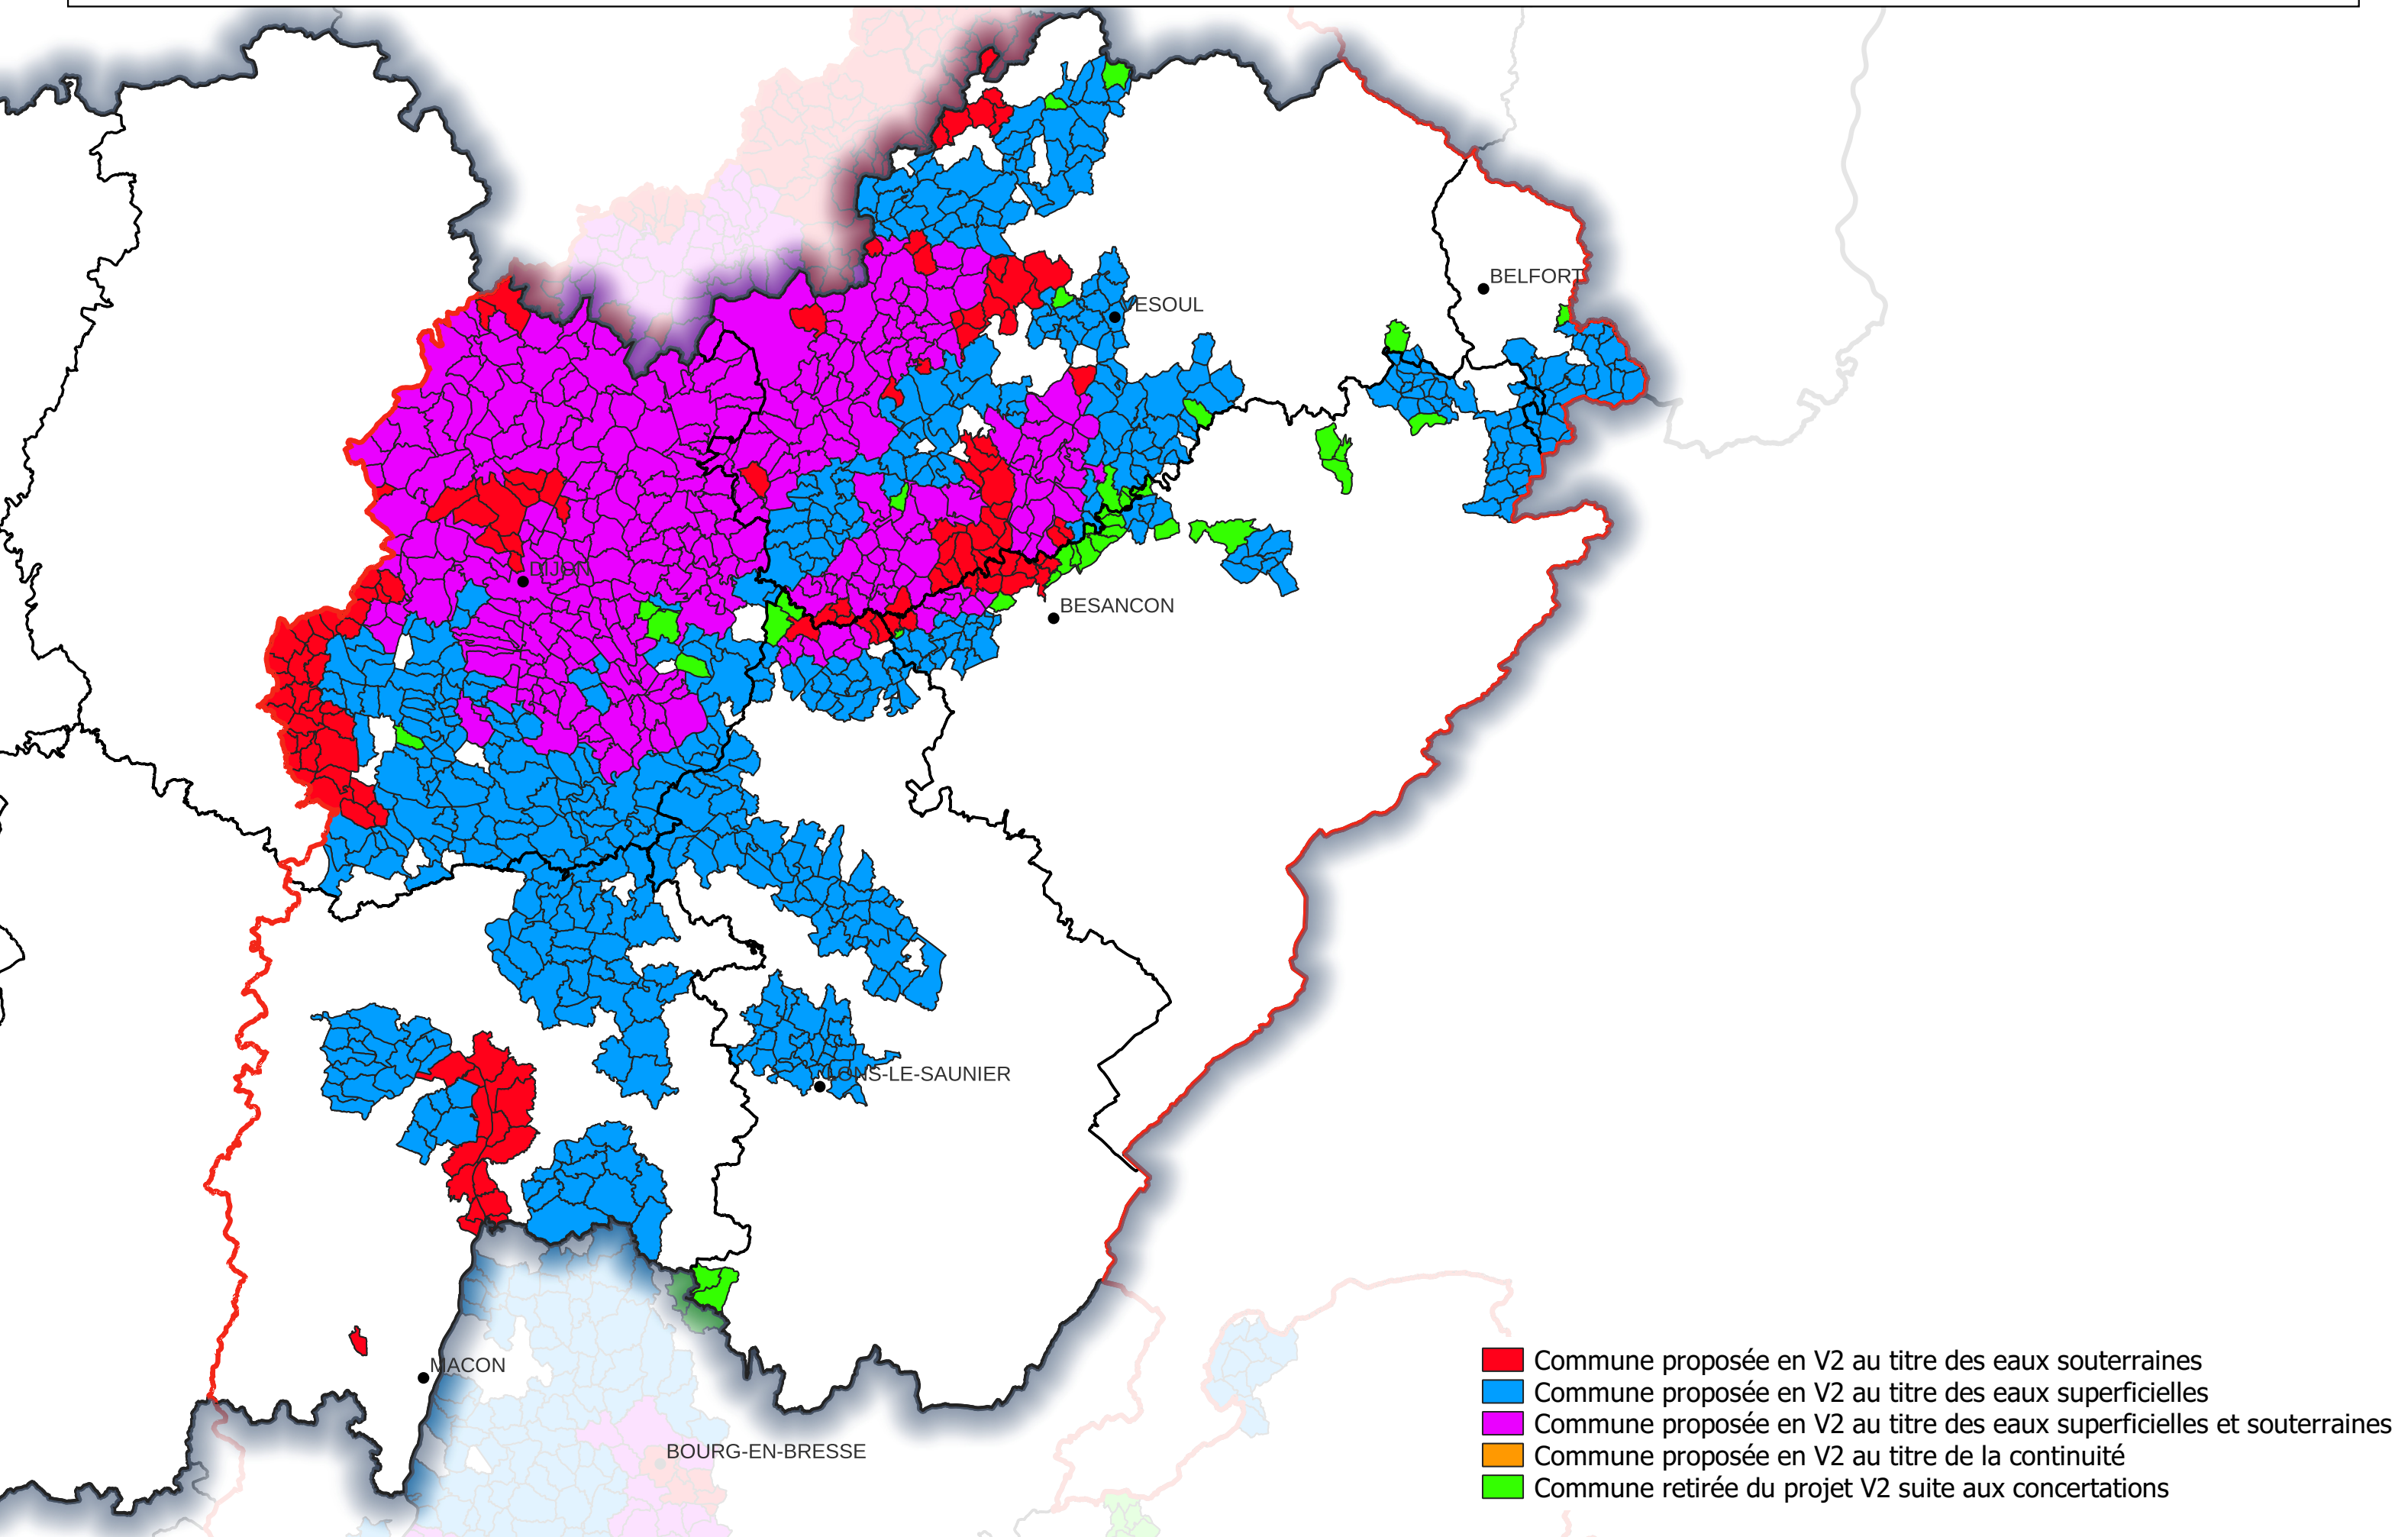 BELFORT
VESOUL
DIJON
BESANCON
LONS-LE-SAUNIER
MACON
BOURG-EN-BRESSE
Commune proposée en V2 au titre des eaux souterraines
Commune proposée en V2 au titre des eaux superficielles
Commune proposée en V2 au titre des eaux superficielles et souterraines
Commune proposée en V2 au titre de la continuité
Commune retirée du projet V2 suite aux concertations